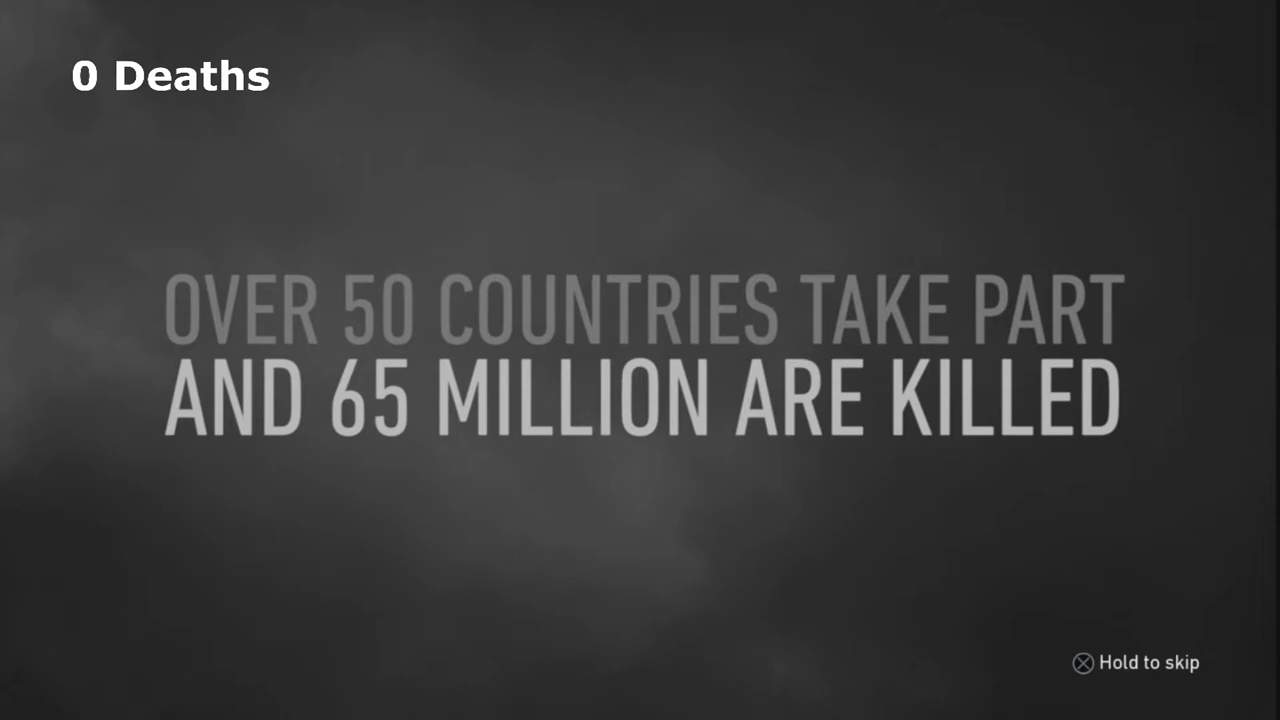 0 Deaths
OVER 50 COUNTRIES TAKE PART
AND 65 MILLION ARE KILLED
Hold to skip